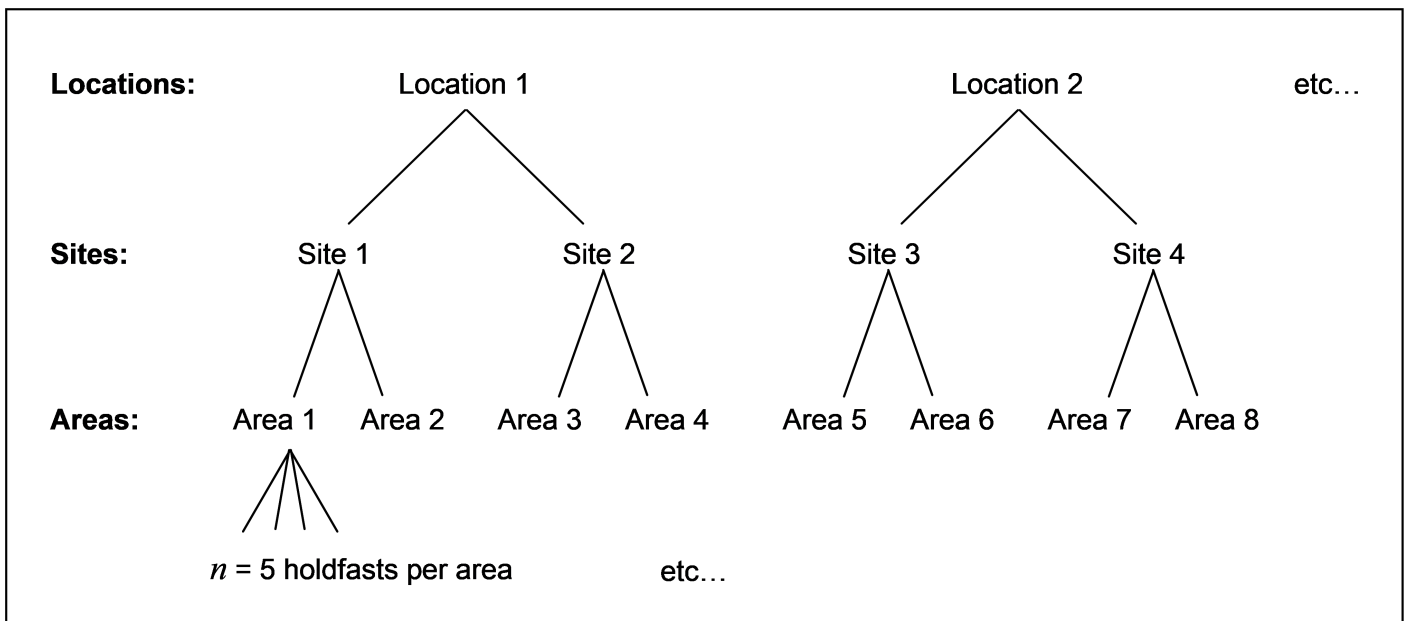 Locations: Location 1 Location 2 etc…
Sites: Site 1 Site 2 Site 3 Site 4
Areas: Area 1 Area 2 Area 3 Area 4 Area 5 Area 6 Area 7 Area 8
n = 5 holdfasts per area etc…